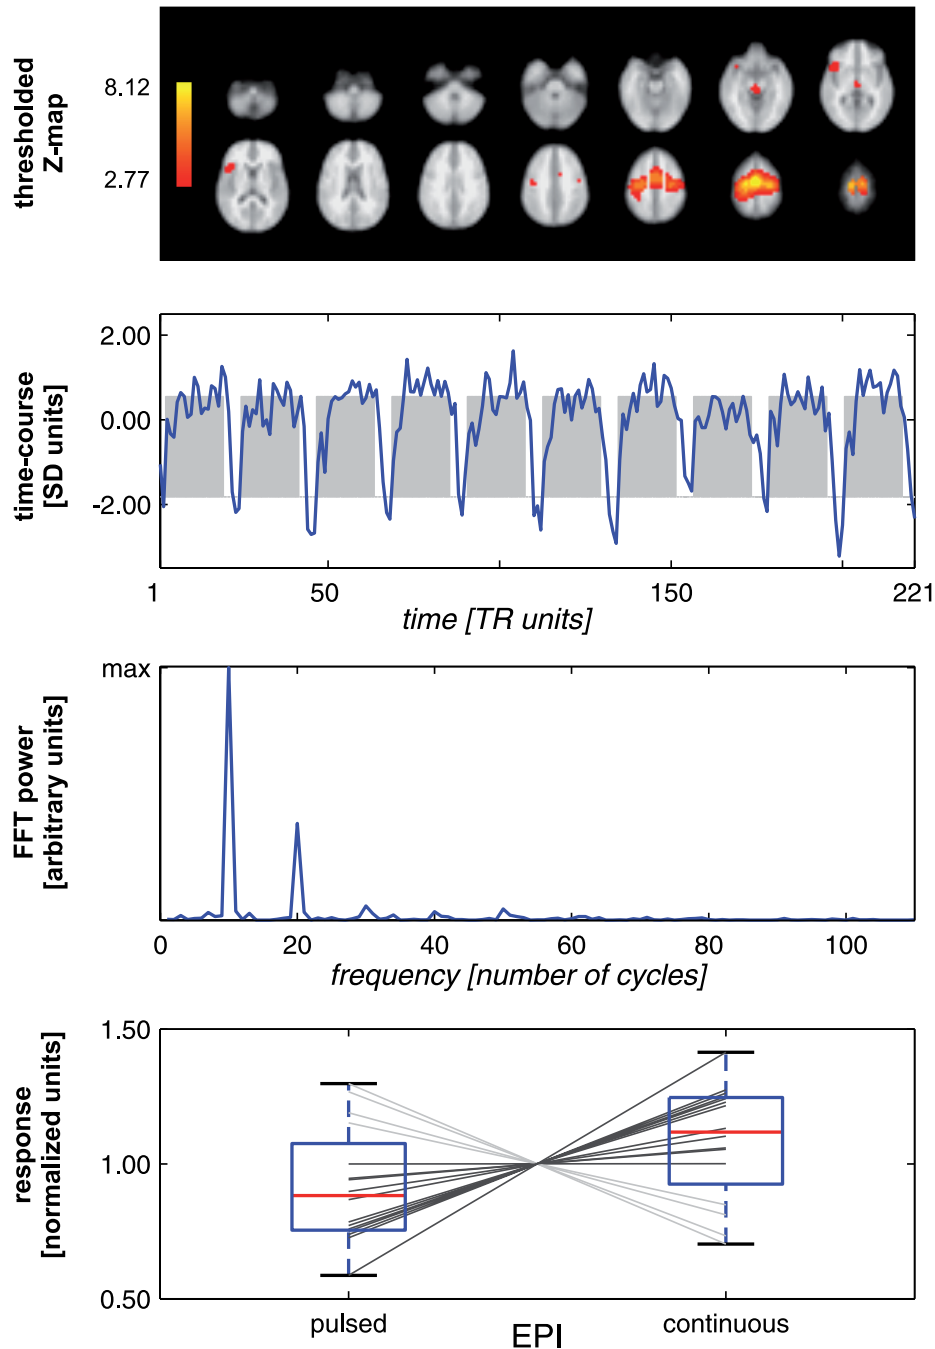 thresholded
Z-map
8.12
2.77
time-course
[SD units]
2.00
0.00
-2.00
1
50
150
221
time [TR units]
FFT power
[arbitrary units]
max
0
20
40
60
80
100
frequency [number of cycles]
response
[normalized units]
1.50
1.00
0.50
pulsed
continuous
EPI